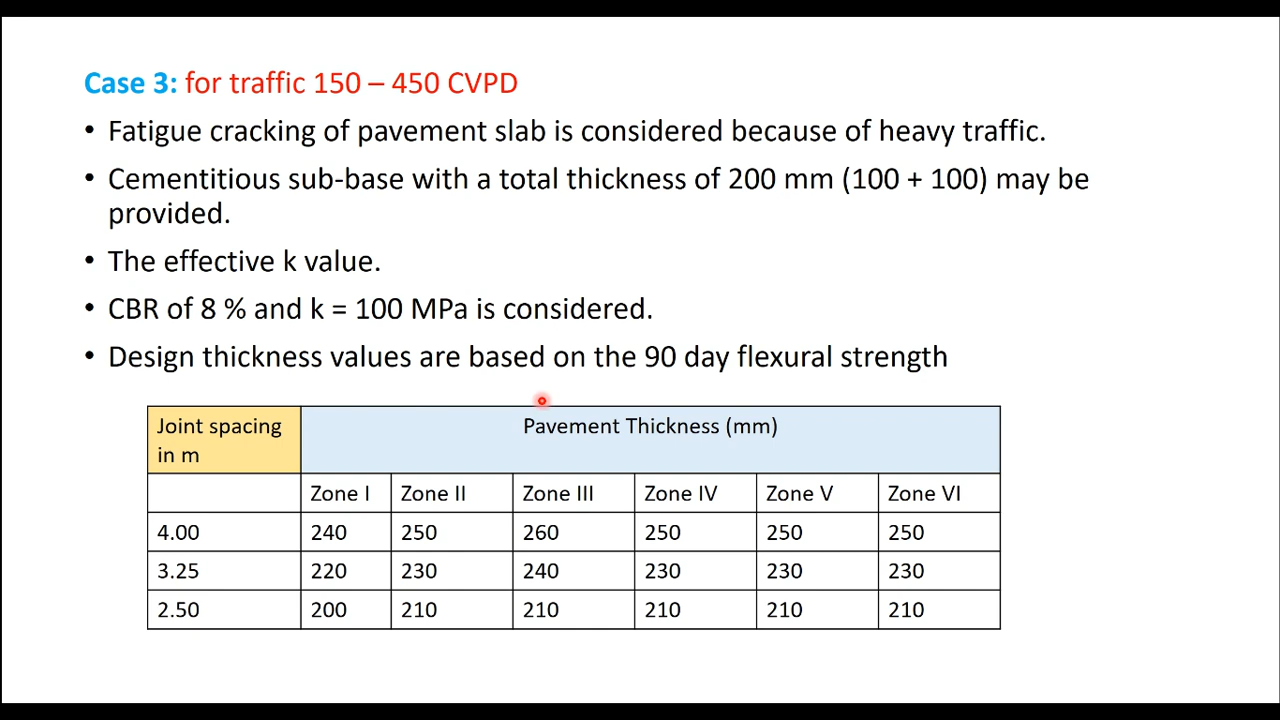 Case 3: for traffic 150 – 450 CVPD
• Fatigue cracking of pavement slab is considered because of heavy traffic.
• Cementitious sub-base with a total thickness of 200 mm (100 + 100) may be
provided.
• The effective k value.
• CBR of 8 % and k = 100 MPa is considered.
• Design thickness values are based on the 90 day flexural strength
Joint spacing
in m
Pavement Thickness (mm)
Zone I Zone II Zone III Zone IV Zone V Zone VI
4.00 240 250 260 250 250 250
3.25 220 230 240 230 230 230
2.50 200 210 210 210 210 210